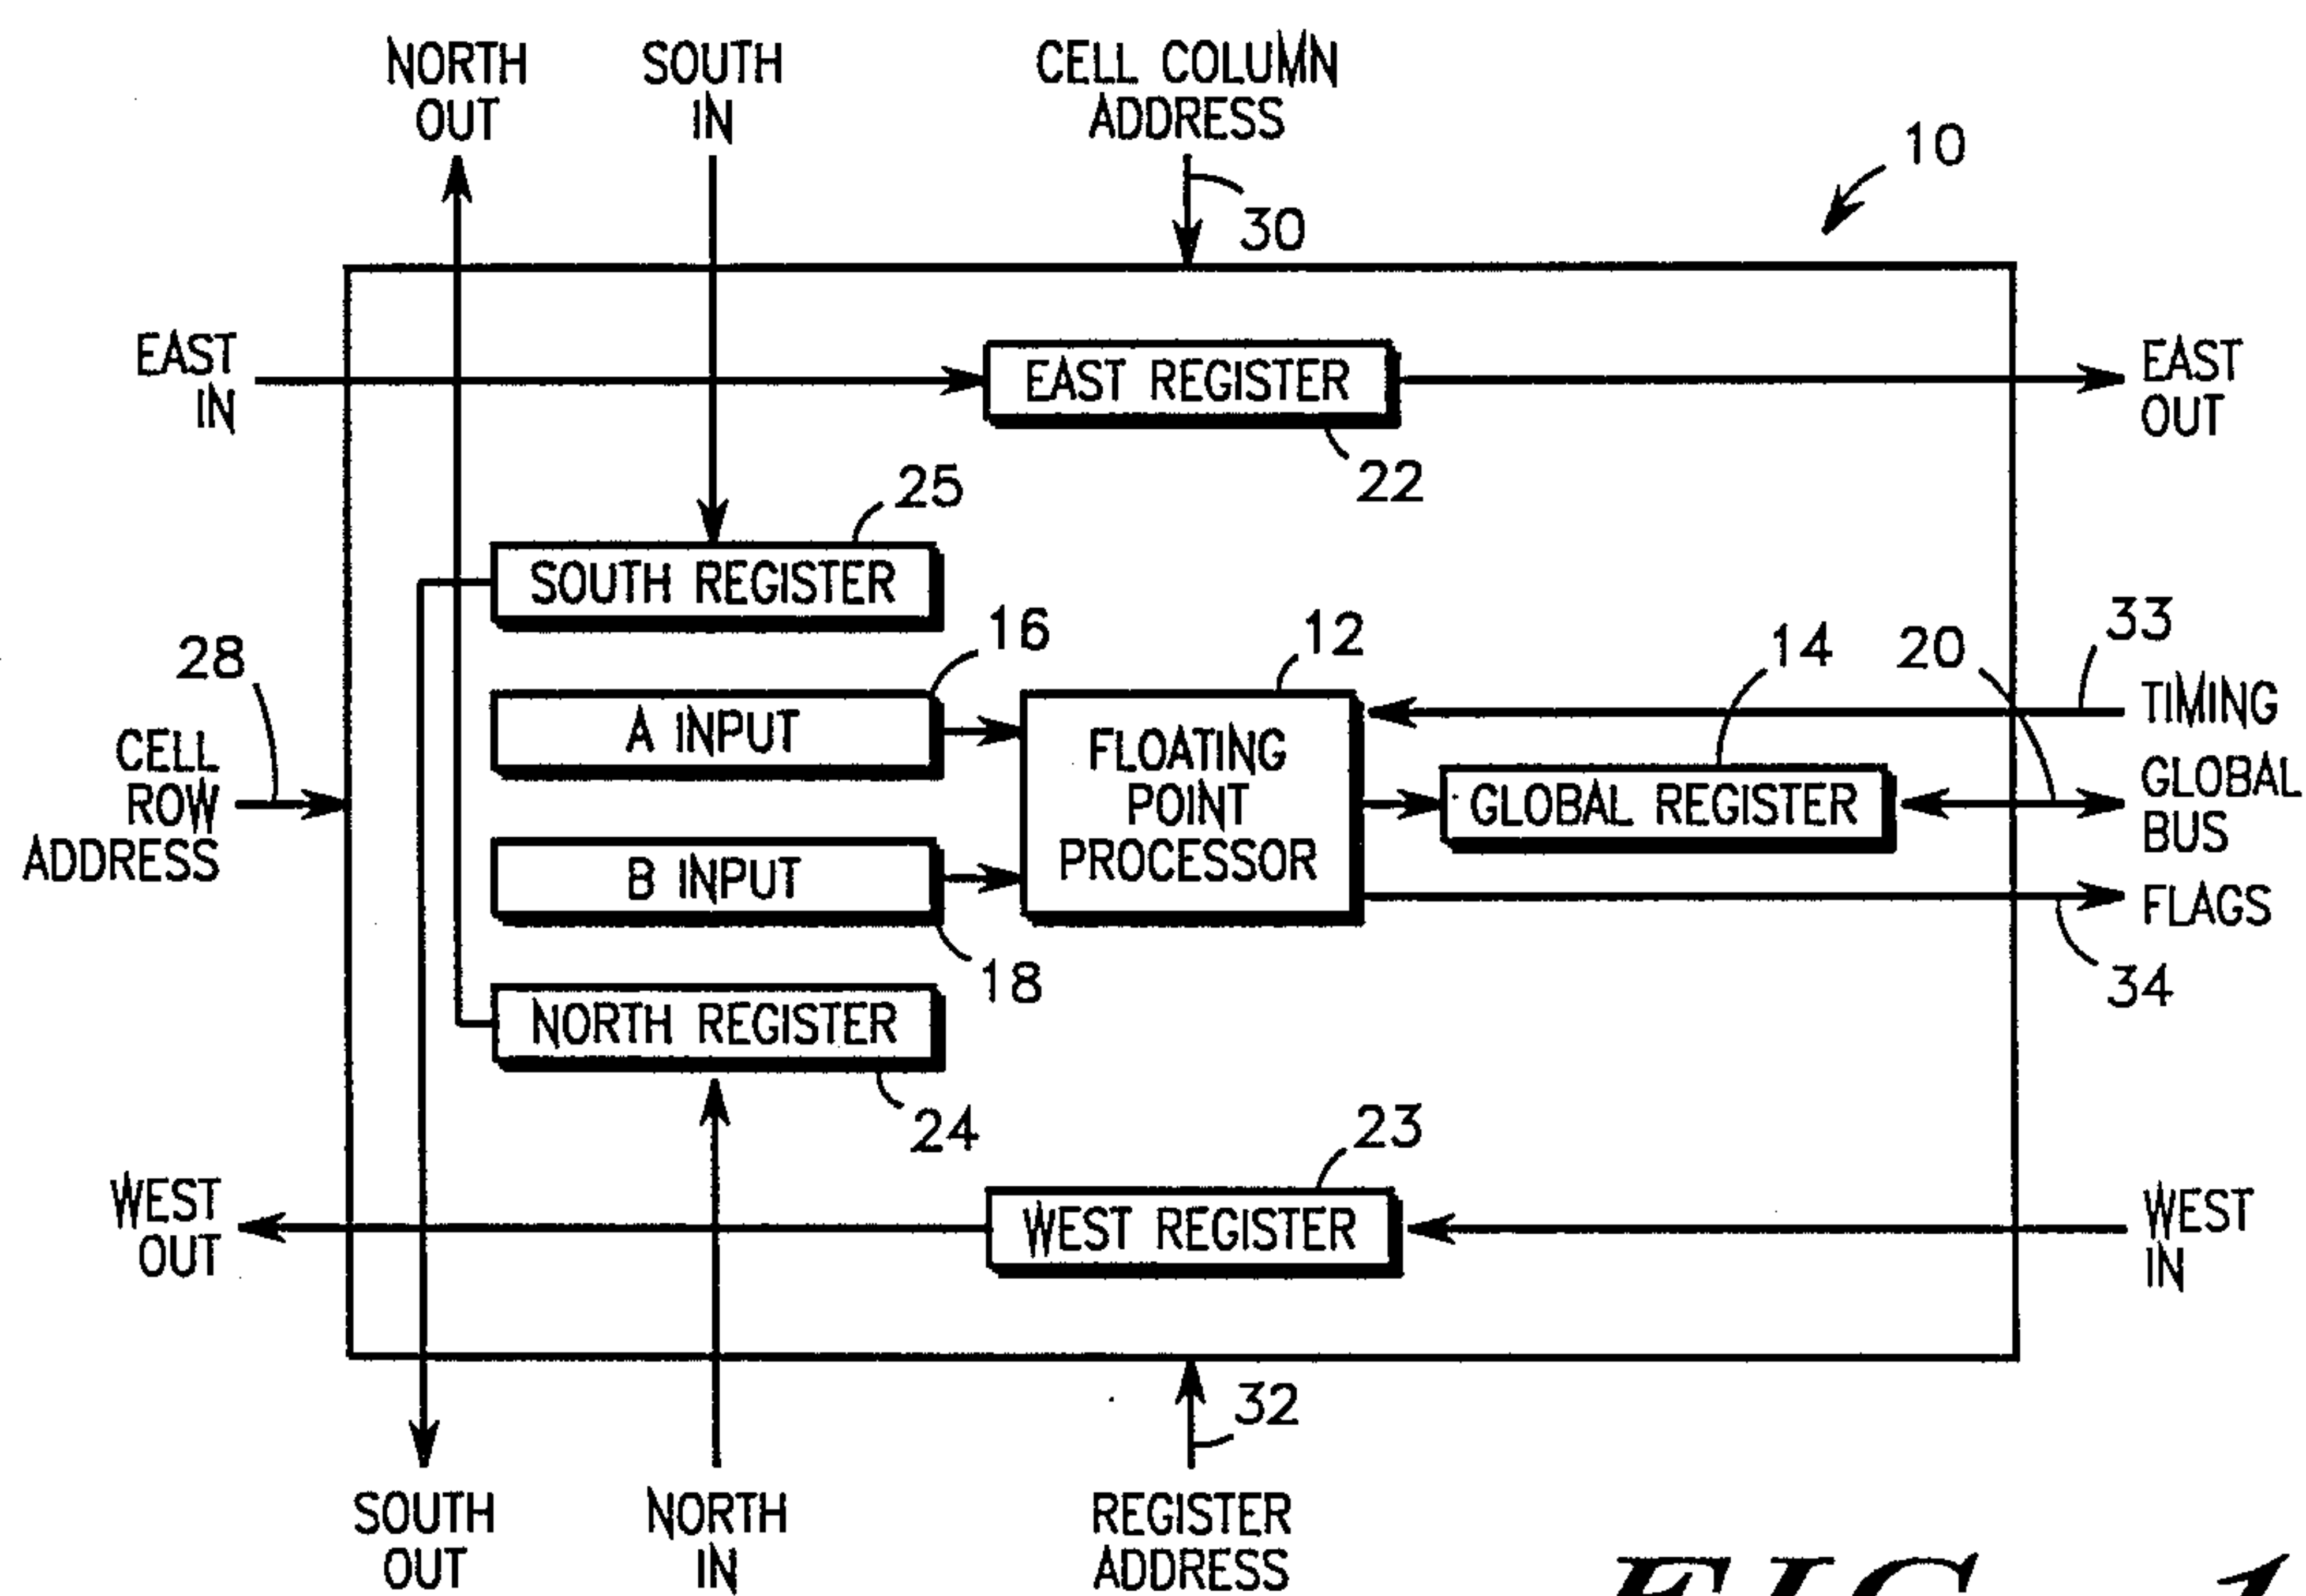 NORTH
OUT
SOUTH
IN
CELL COLUMN
ADDRESS
10
30
EAST
IN
EAST REGISTER
EAST
OUT
22
25
SOUTH REGISTER
28
16
12
14
20
33
CELL
ROW
ADDRESS
A INPUT
FLOATING
POINT
PROCESSOR
GLOBAL REGISTER
TIMING
GLOBAL
BUS
B INPUT
FLAGS
18
34
NORTH REGISTER
24
23
WEST
OUT
WEST REGISTER
WEST
IN
32
SOUTH
OUT
NORTH
IN
REGISTER
ADDRESS
FIG. 1